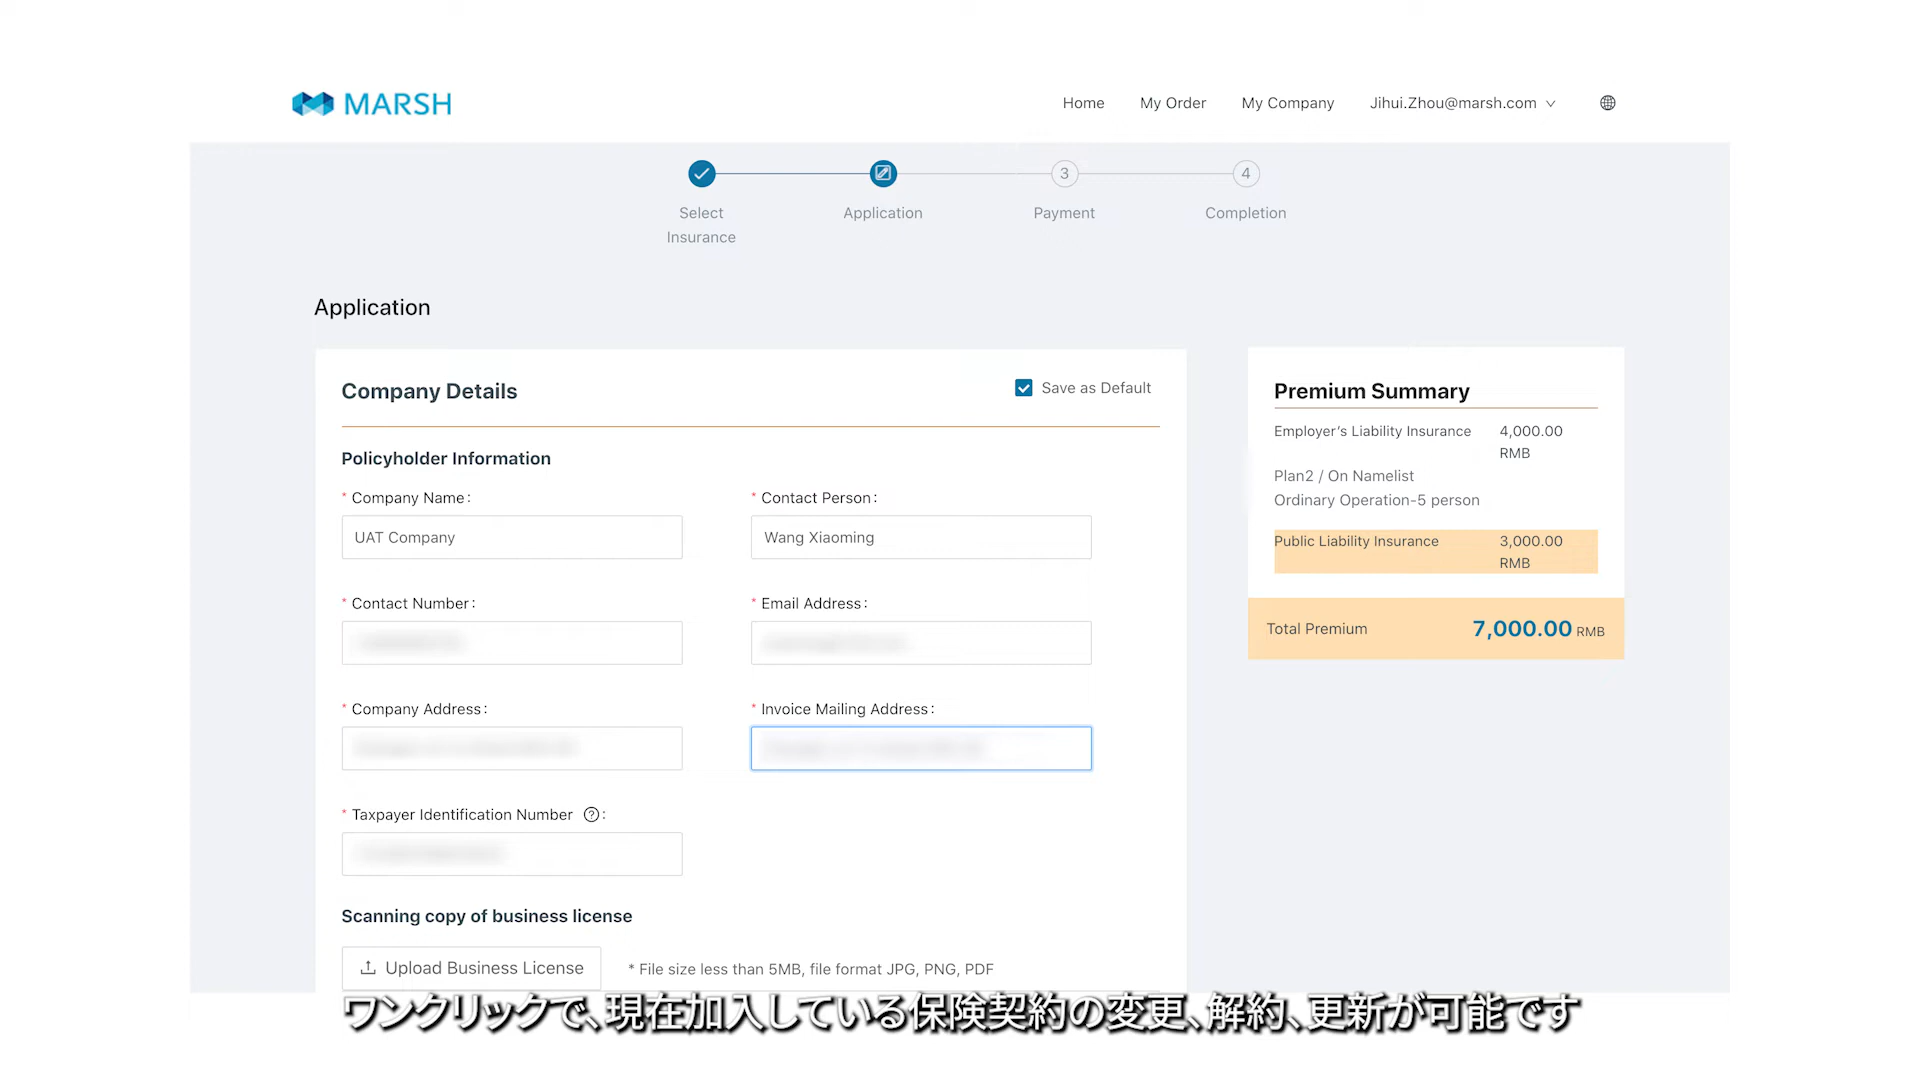 MARSH
Home
My Order
My Company
Jihui.Zhou@marsh.com
3
4
Select
Insurance
Application
Payment
Completion
Application
Company Details
Save as Default
Policyholder Information
* Company Name:
* Contact Person:
UAT Company
Wang Xiaoming
* Contact Number:
* Email Address:
* Company Address:
* Invoice Mailing Address:
* Taxpayer Identification Number ?:
Scanning copy of business license
Upload Business License
* File size less than 5MB, file format JPG, PNG, PDF
Premium Summary
Employer's Liability Insurance 4,000.00
RMB
Plan2 / On Namelist
Ordinary Operation-5 person
Public Liability Insurance 3,000.00
RMB
Total Premium 7,000.00 RMB
ワンクリックで、現在加入している保険契約の変更、解約、更新が可能です